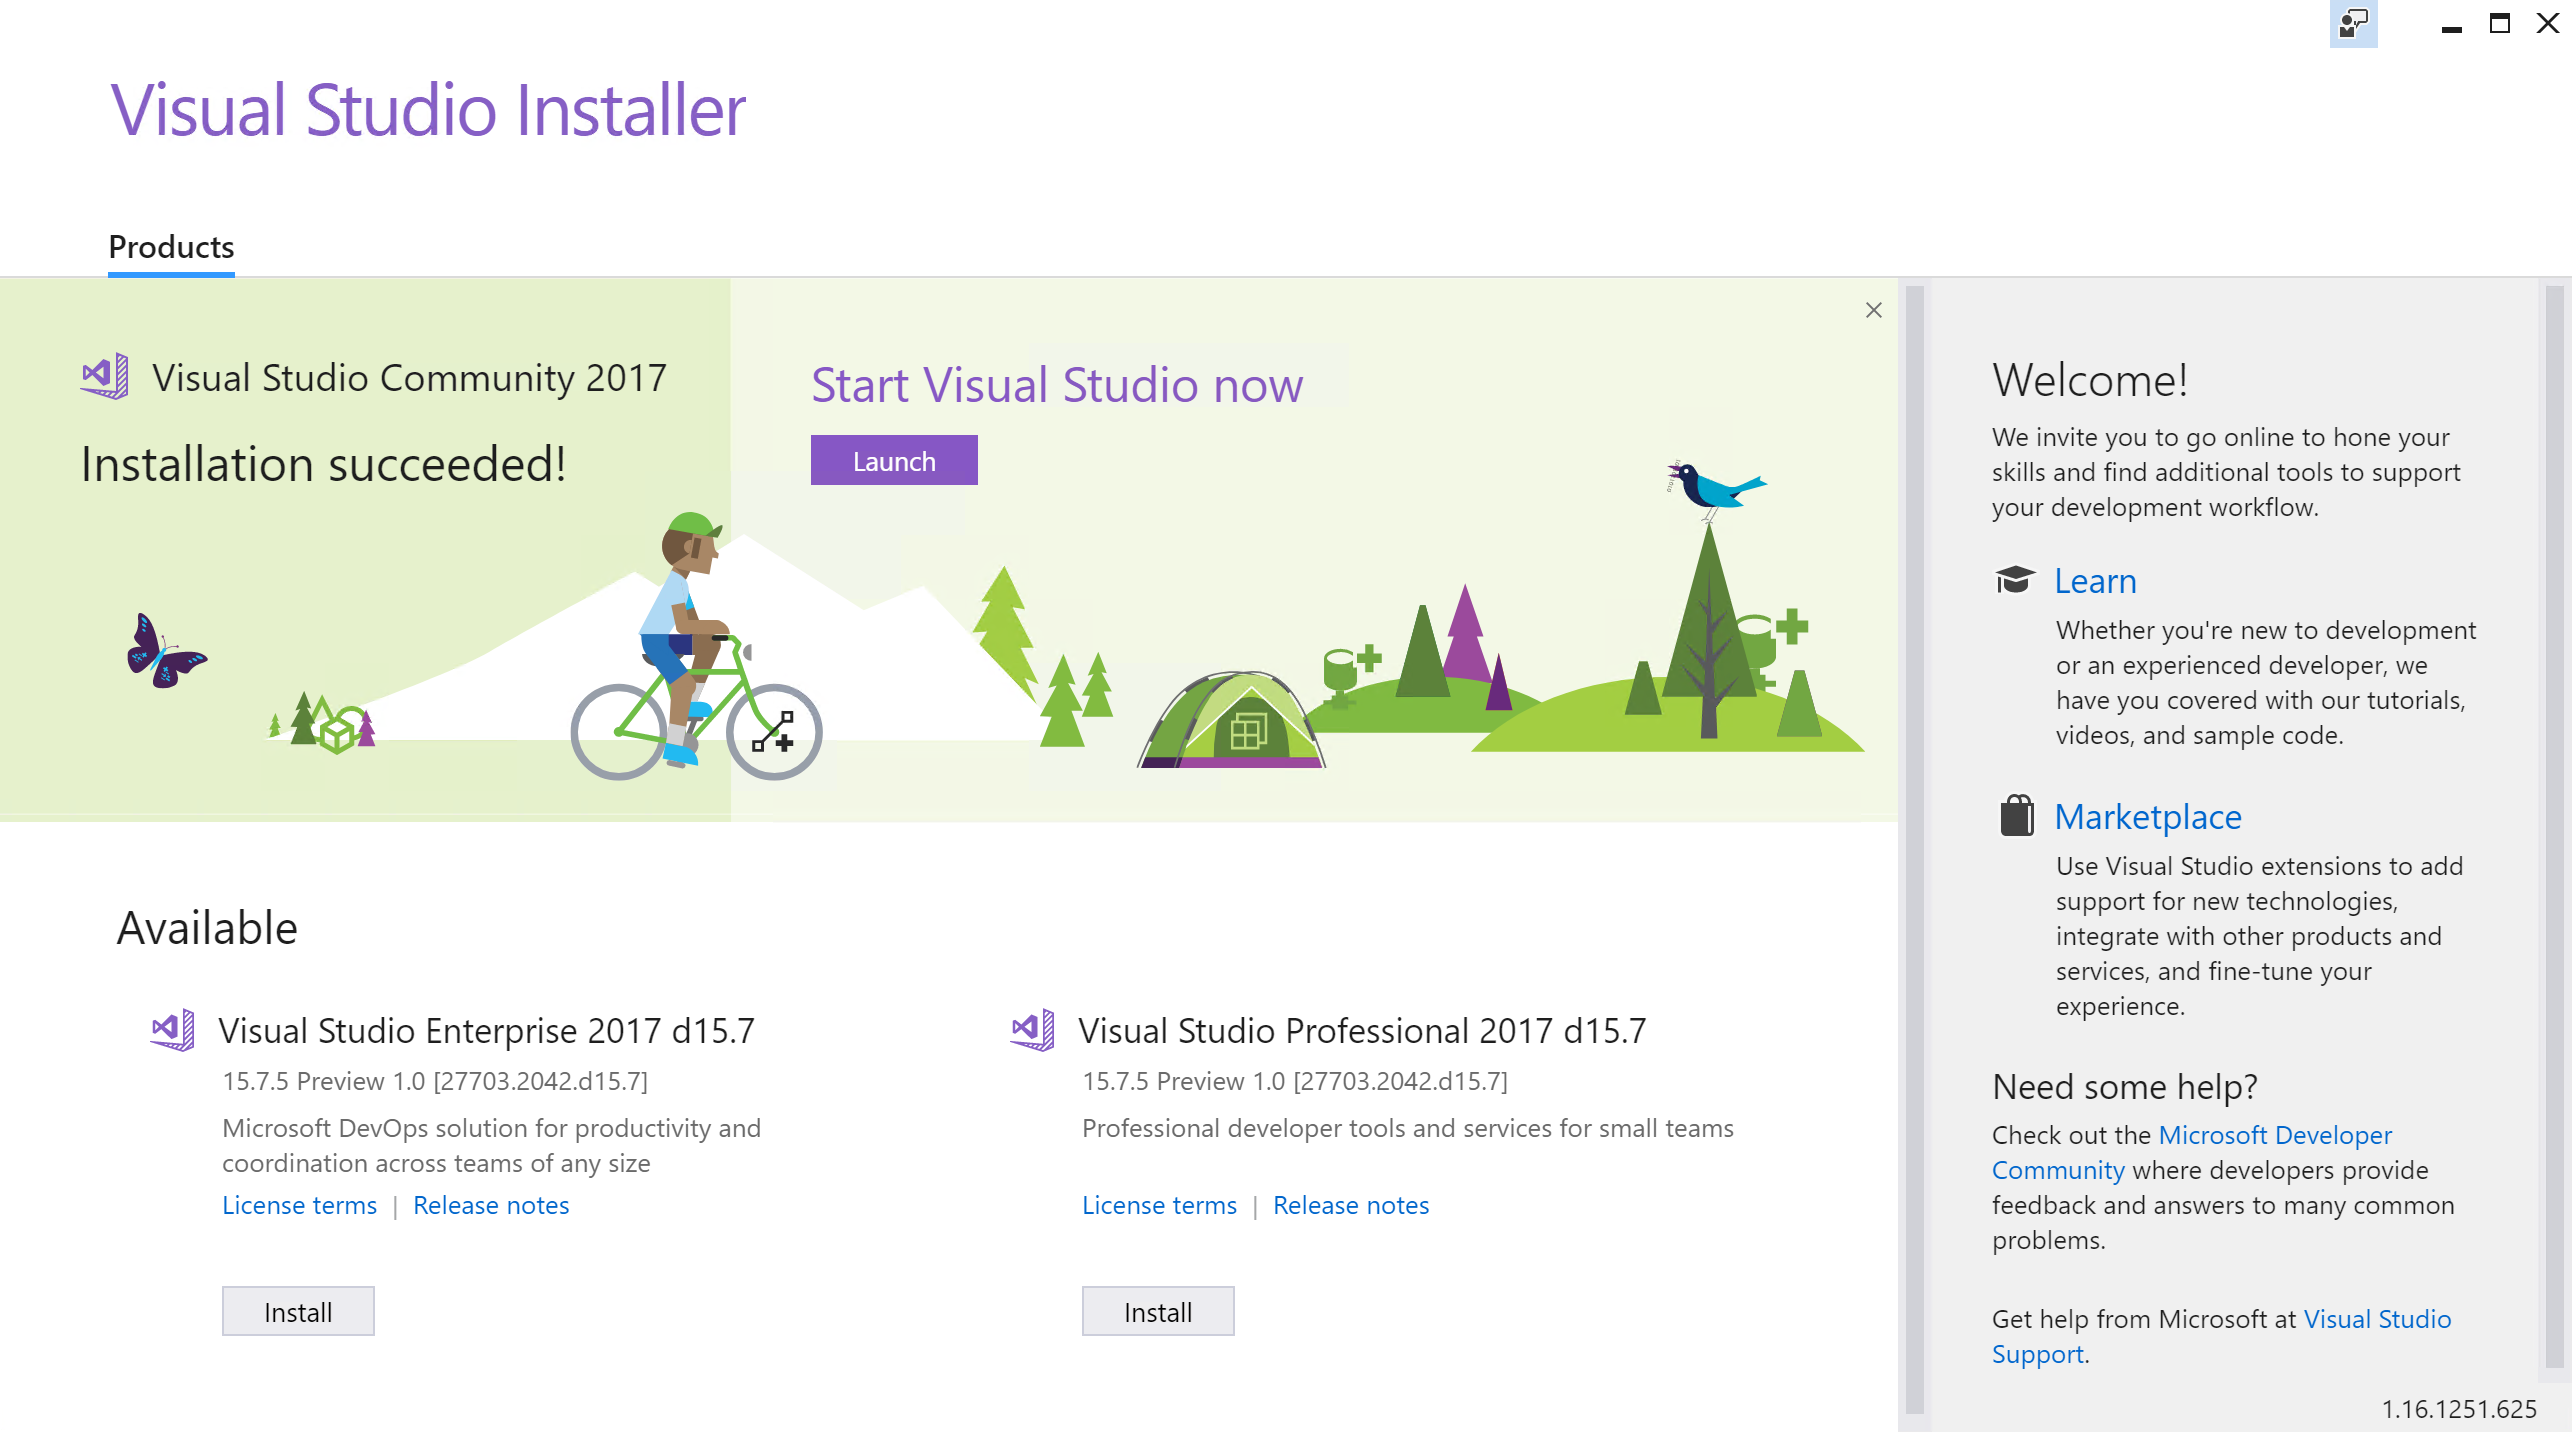 Visual Studio Installer
Products
Visual Studio Community 2017
Installation succeeded!
Start Visual Studio now
Launch
Available
Visual Studio Enterprise 2017 d15.7
15.7.5 Preview 1.0 [27703.2042.d15.7]
Microsoft DevOps solution for productivity and
coordination across teams of any size
License terms | Release notes
Install
Visual Studio Professional 2017 d15.7
15.7.5 Preview 1.0 [27703.2042.d15.7]
Professional developer tools and services for small teams
License terms | Release notes
Install
Welcome!
We invite you to go online to hone your
skills and find additional tools to support
your development workflow.
Learn
Whether you're new to development
or an experienced developer, we
have you covered with our tutorials,
videos, and sample code.
Marketplace
Use Visual Studio extensions to add
support for new technologies,
integrate with other products and
services, and fine-tune your
experience.
Need some help?
Check out the Microsoft Developer
Community where developers provide
feedback and answers to many common
problems.
Get help from Microsoft at Visual Studio
Support.
1.16.1251.625